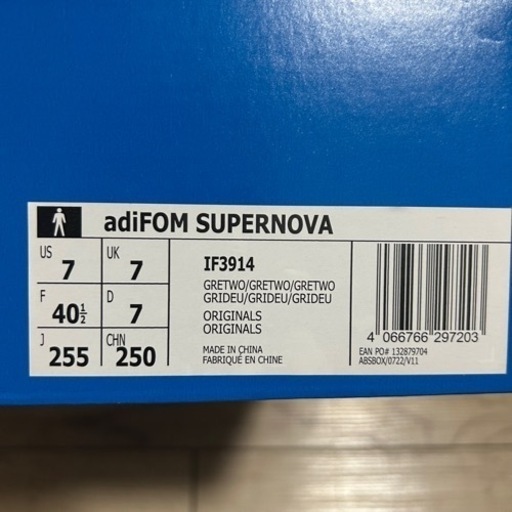 adiFOM SUPERNOVA
US 7 UK 7
F 40½ D 7
J 255 CHN 250
IF3914
GRETWO/GRETWO/GRETWO
GRIDEU/GRIDEU/GRIDEU
ORIGINALS
ORIGINALS
MADE IN CHINA
FABRIQUÉ EN CHINE
4 066766 297203
EAN PO# 132879704
ABSBOX/0722/V11